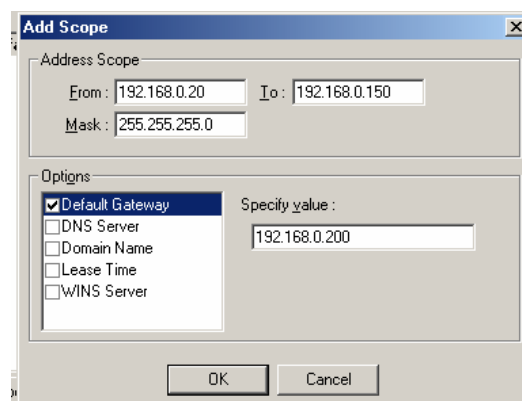 Add Scope
Address Scope
From : 192.168.0.20 To : 192.168.0.150
Mask : 255.255.255.0
Options
Default Gateway
DNS Server
Domain Name
Lease Time
WINS Server
Specify value :
192.168.0.200
OK Cancel